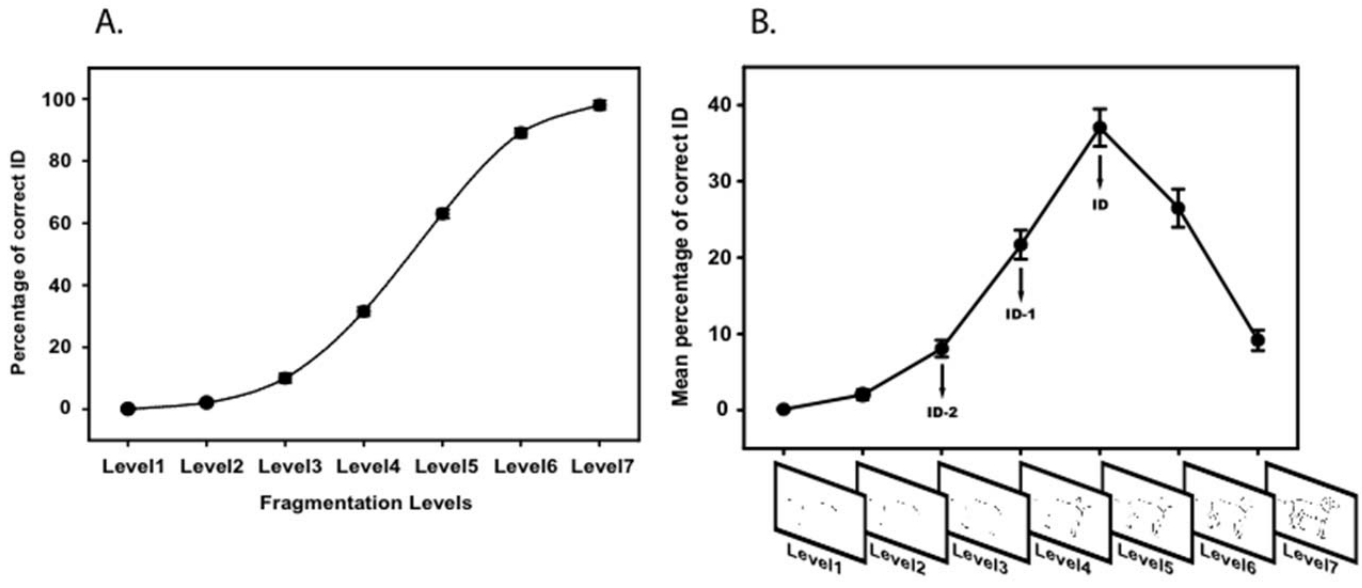 A.
Percentage of correct ID
100
80
60
40
20
0
Level1 Level2 Level3 Level4 Level5 Level6 Level7
Fragmentation Levels
B.
Mean percentage of correct ID
40
30
20
10
0
ID
ID-1
ID-2
Level1 Level2 Level3 Level4 Level5 Level6 Level7